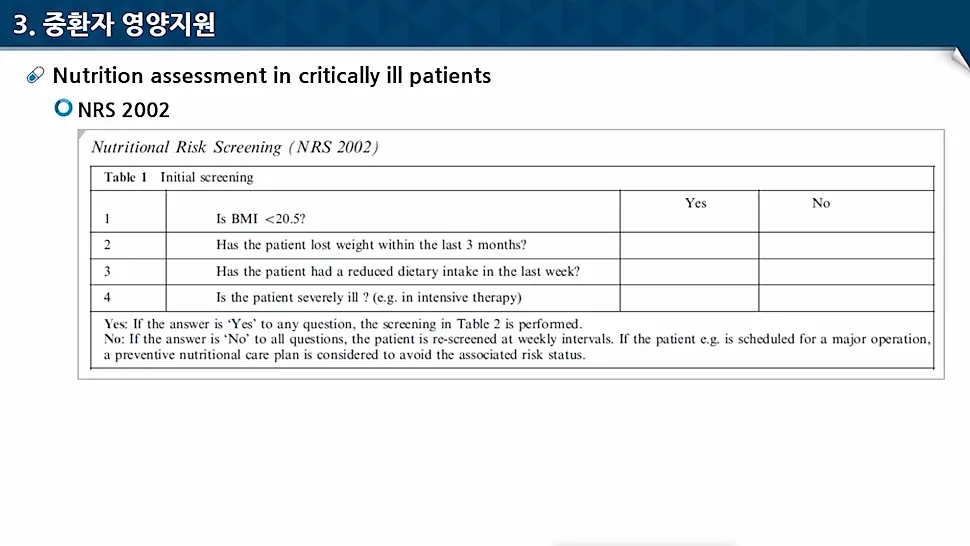 3. 중환자 영양지원
Nutrition assessment in critically ill patients
NRS 2002
Nutritional Risk Screening (NRS 2002)
Table 1 Initial screening
Yes No
1 Is BMI <20.5?
2 Has the patient lost weight within the last 3 months?
3 Has the patient had a reduced dietary intake in the last week?
4 Is the patient severely ill ? (e.g. in intensive therapy)
Yes: If the answer is ‘Yes’ to any question, the screening in Table 2 is performed.
No: If the answer is ‘No’ to all questions, the patient is re-screened at weekly intervals. If the patient e.g. is scheduled for a major operation,
a preventive nutritional care plan is considered to avoid the associated risk status.